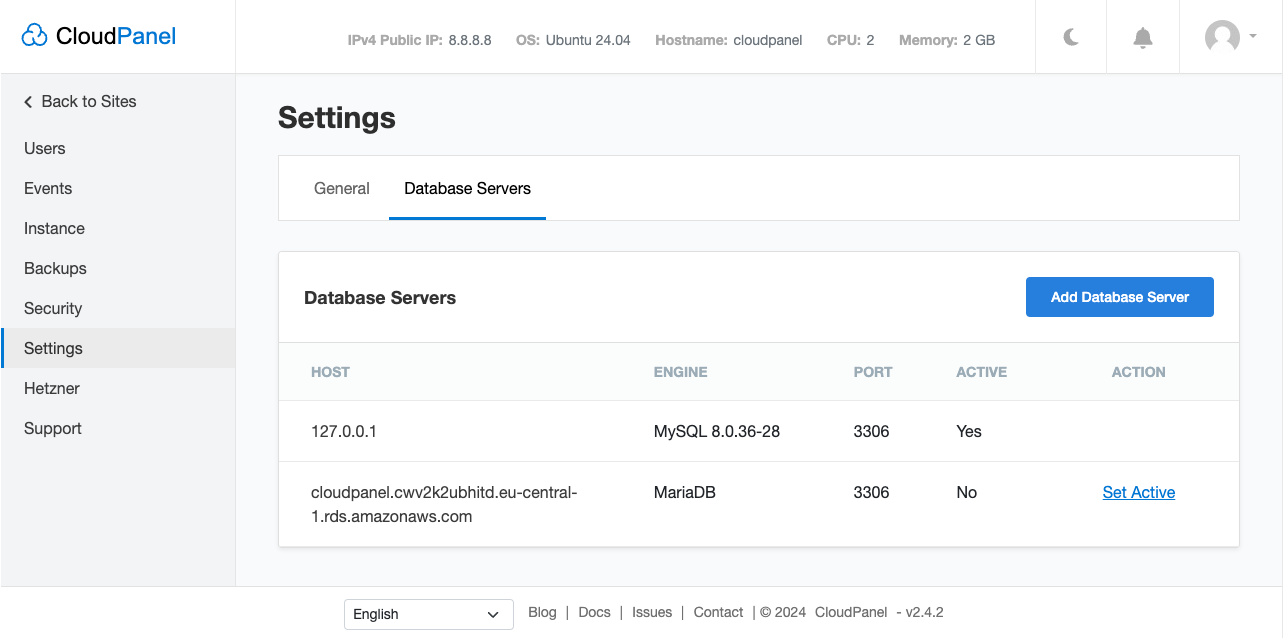 CloudPanel
IPv4 Public IP: 8.8.8.8 OS: Ubuntu 24.04 Hostname: cloudpanel CPU: 2 Memory: 2 GB
Back to Sites
Users
Events
Instance
Backups
Security
Settings
Hetzner
Support
Settings
General Database Servers
Database Servers Add Database Server
HOST ENGINE PORT ACTIVE ACTION
127.0.0.1 MySQL 8.0.36-28 3306 Yes
cloudpanel.cwv2k2ubhitd.eu-central- MariaDB 3306 No Set Active
1.rds.amazonaws.com
English Blog | Docs | Issues | Contact | © 2024 CloudPanel - v2.4.2